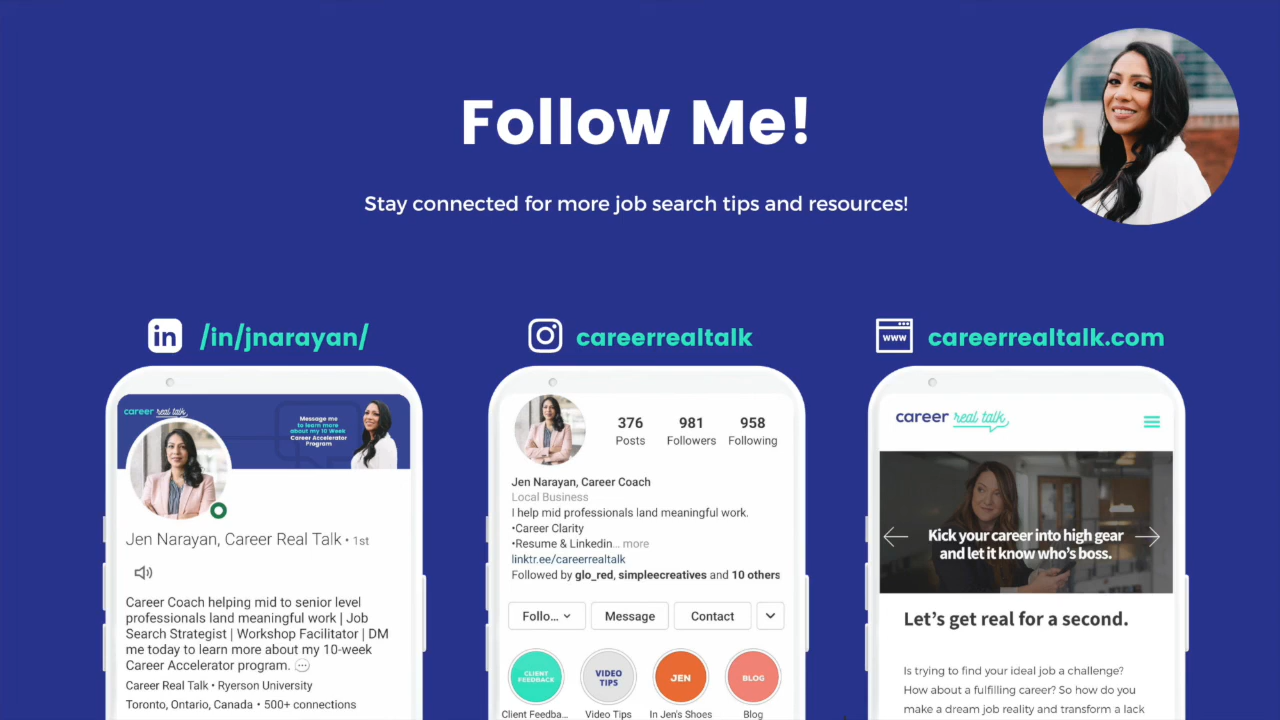 Follow Me!
Stay connected for more job search tips and resources!
in /in/jnarayan/
careerrealtalk
www careerrealtalk.com
career real talk
Message me
to learn more
about my 10 Week
Career Accelerator
Program
Jen Narayan, Career Real Talk • 1st
Career Coach helping mid to senior level
professionals land meaningful work | Job
Search Strategist | Workshop Facilitator | DM
me today to learn more about my 10-week
Career Accelerator program.
Career Real Talk • Ryerson University
Toronto, Ontario, Canada • 500+ connections
376 981 958
Posts Followers Following
Jen Narayan, Career Coach
Local Business
I help mid professionals land meaningful work.
•Career Clarity
•Resume & Linkedin... more
linktr.ee/careerrealtalk
Followed by glo_red, simpleecreatives and 10 others
Follo... Message Contact
CLIENT
FEEDBACK
VIDEO
TIPS
JEN
BLOG
Client Feedba... Video Tips In Jen's Shoes Blog
career real talk
Kick your career into high gear
and let it know who's boss.
Let's get real for a second.
Is trying to find your ideal job a challenge?
How about a fulfilling career? So how do you
make a dream job reality and transform a lack